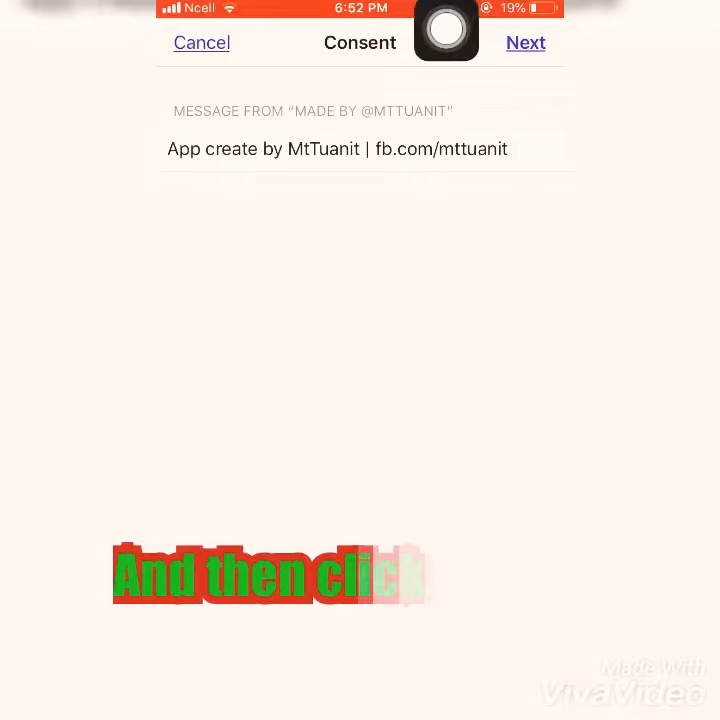 Ncell 6:52 PM 19%
Cancel Consent Next
MESSAGE FROM “MADE BY @MTTUANIT”
App create by MtTuanit | fb.com/mttuanit
And then click
Made With
VivaVideo